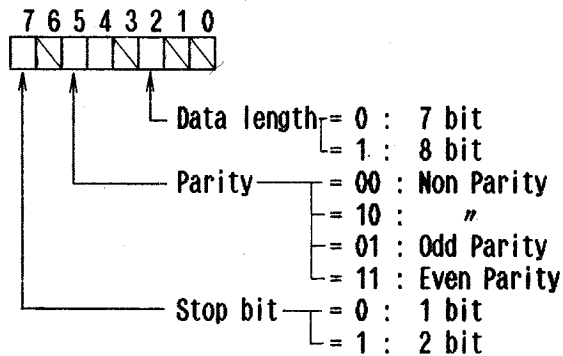 7 6 5 4 3 2 1 0
Data length = 0 : 7 bit
= 1 : 8 bit
Parity = 00 : Non Parity
= 10 : 〃
= 01 : Odd Parity
= 11 : Even Parity
Stop bit = 0 : 1 bit
= 1 : 2 bit